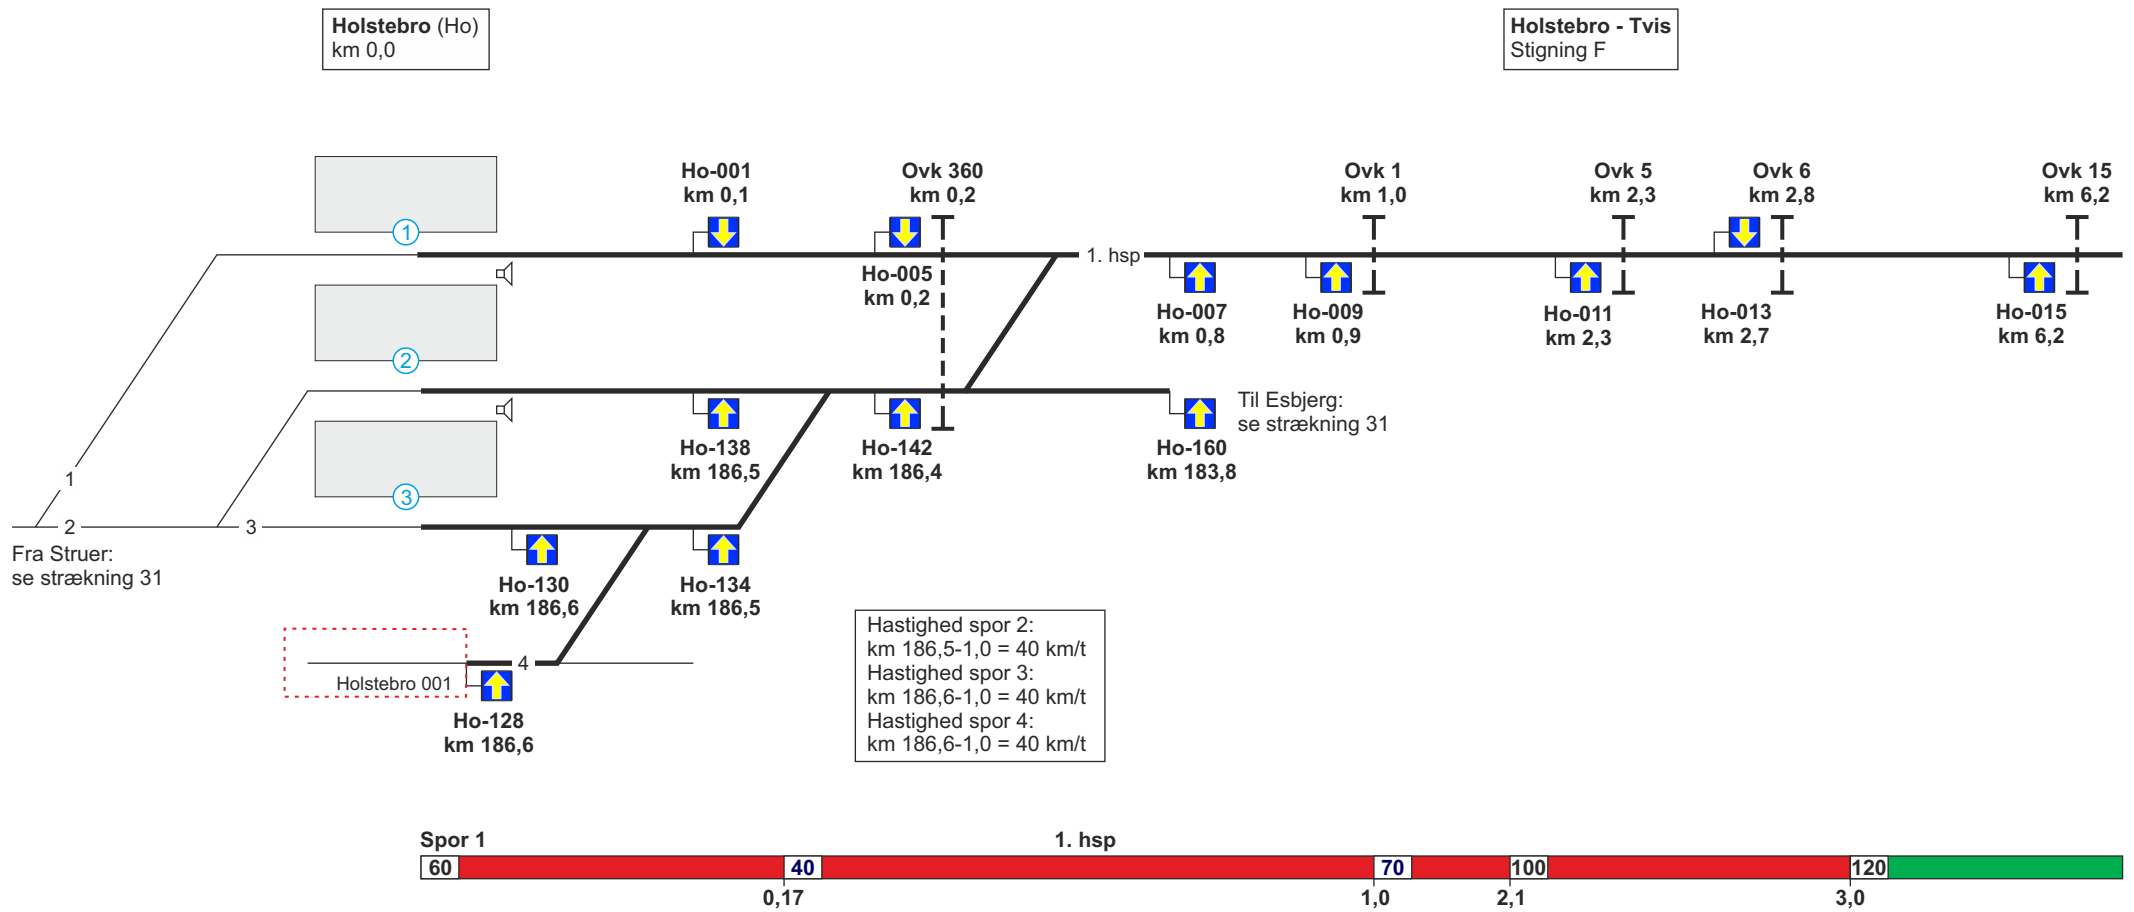 Holstebro (Ho)
km 0,0
Holstebro - Tvis
Stigning F
Ho-001
km 0,1
Ovk 360
km 0,2
Ovk 1
km 1,0
Ovk 5
km 2,3
Ovk 6
km 2,8
Ovk 15
km 6,2
1
1. hsp
Ho-005
km 0,2
Ho-007
km 0,8
Ho-009
km 0,9
Ho-011
km 2,3
Ho-013
km 2,7
Ho-015
km 6,2
2
Til Esbjerg:
se strækning 31
Ho-138
km 186,5
Ho-142
km 186,4
Ho-160
km 183,8
1
3
2
3
Fra Struer:
se strækning 31
Ho-130
km 186,6
Ho-134
km 186,5
4
Holstebro 001
Ho-128
km 186,6
Hastighed spor 2:
km 186,5-1,0 = 40 km/t
Hastighed spor 3:
km 186,6-1,0 = 40 km/t
Hastighed spor 4:
km 186,6-1,0 = 40 km/t
Spor 1
1. hsp
60
40
70
100
120
0,17
1,0
2,1
3,0